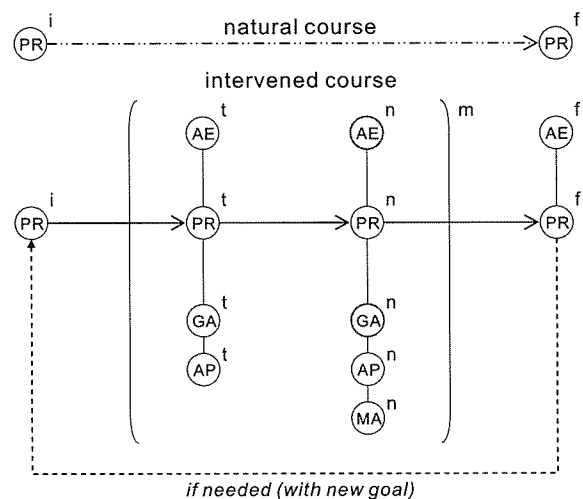 i f
PR PR
natural course
intervened course
t n m f
AE AE AE
i t n f
PR PR PR PR
t n
GA GA
t n
AP AP
n
MA
if needed (with new goal)